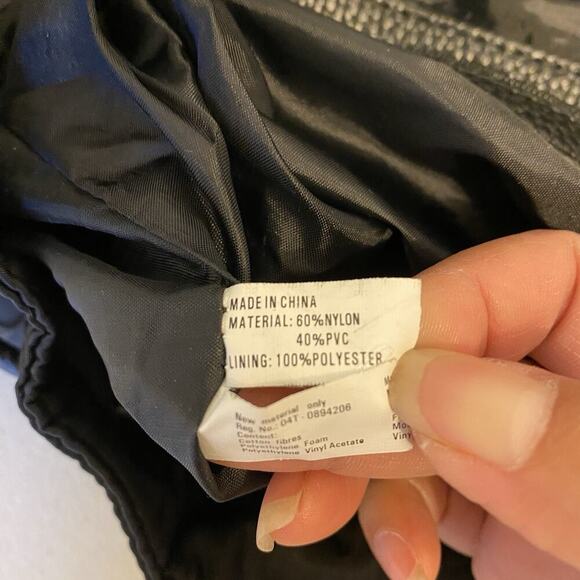 MADE IN CHINA
MATERIAL: 60%NYLON
40%PVC
LINING: 100%POLYESTER
New material only
Reg. No.: 04T-0894206
Content:
Cotton fibres
Polyethylene Foam
Polyethylene Vinyl Acetate